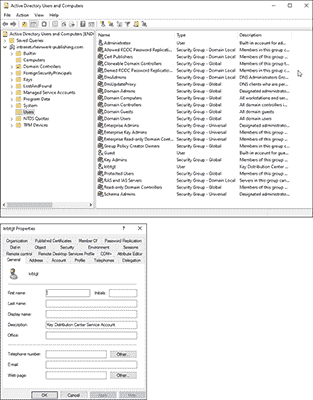 Active Directory Users and Computers
File Action View Help
Active Directory Users and Computers
Name Type Description
Saved Queries
intranet.rheinwerk-publishing.com
Builtin
Computers
Domain Controllers
ForeignSecurityPrincipals
Keys
LostAndFound
Managed Service Accounts
Program Data
System
Users
NTDS Quotas
TPM Devices
Administrator User Built-in account for ad...
Allowed RODC Password Replicatio... Security Group - Domain Local Members in this group c...
Cert Publishers Security Group - Domain Local Members of this group...
Cloneable Domain Controllers Security Group - Global Members of this group t...
Denied RODC Password Replicatio... Security Group - Domain Local Members in this group c...
DnsAdmins Security Group - Domain Local DNS Administrators
DnsUpdateProxy Security Group - Global DNS clients who are
Domain Admins Security Group - Global Designated administrato...
Domain Computers Security Group - Global All workstations and ser...
Domain Controllers Security Group - Global All domain controllers
Domain Guests Security Group - Global All domain guests
Domain Users Security Group - Global All domain users
Enterprise Admins Security Group - Universal Designated administrato...
Enterprise Key Admins Security Group - Universal Members of this group
Enterprise Read-only Domain Cont... Security Group - Universal Members of this group
Group Policy Creator Owners Security Group - Global Members in this group c...
Guest User Built-in account for gue...
Key Admins Security Group - Global Members of this group
krbtgt User Key Distribution Center ...
Protected Users Security Group - Global Members of this group
RAS and IAS Servers Security Group - Domain Local Servers in this group can...
Read-only Domain Controllers Security Group - Global Members of this group
Schema Admins Security Group - Universal Designated administrato...
krbtgt Properties
Organization Published Certificates Member Of Password Replication
Dial-in Object Security Environment Sessions
Remote control Remote Desktop Services Profile COM+ Attribute Editor
General Address Account Profile Telephones Delegation
krbtgt
First name: Initials:
Last name:
Display name:
Description: Key Distribution Center Service Account
Office:
Telephone number: Other...
E-mail:
Web page: Other...
OK Cancel Apply Help